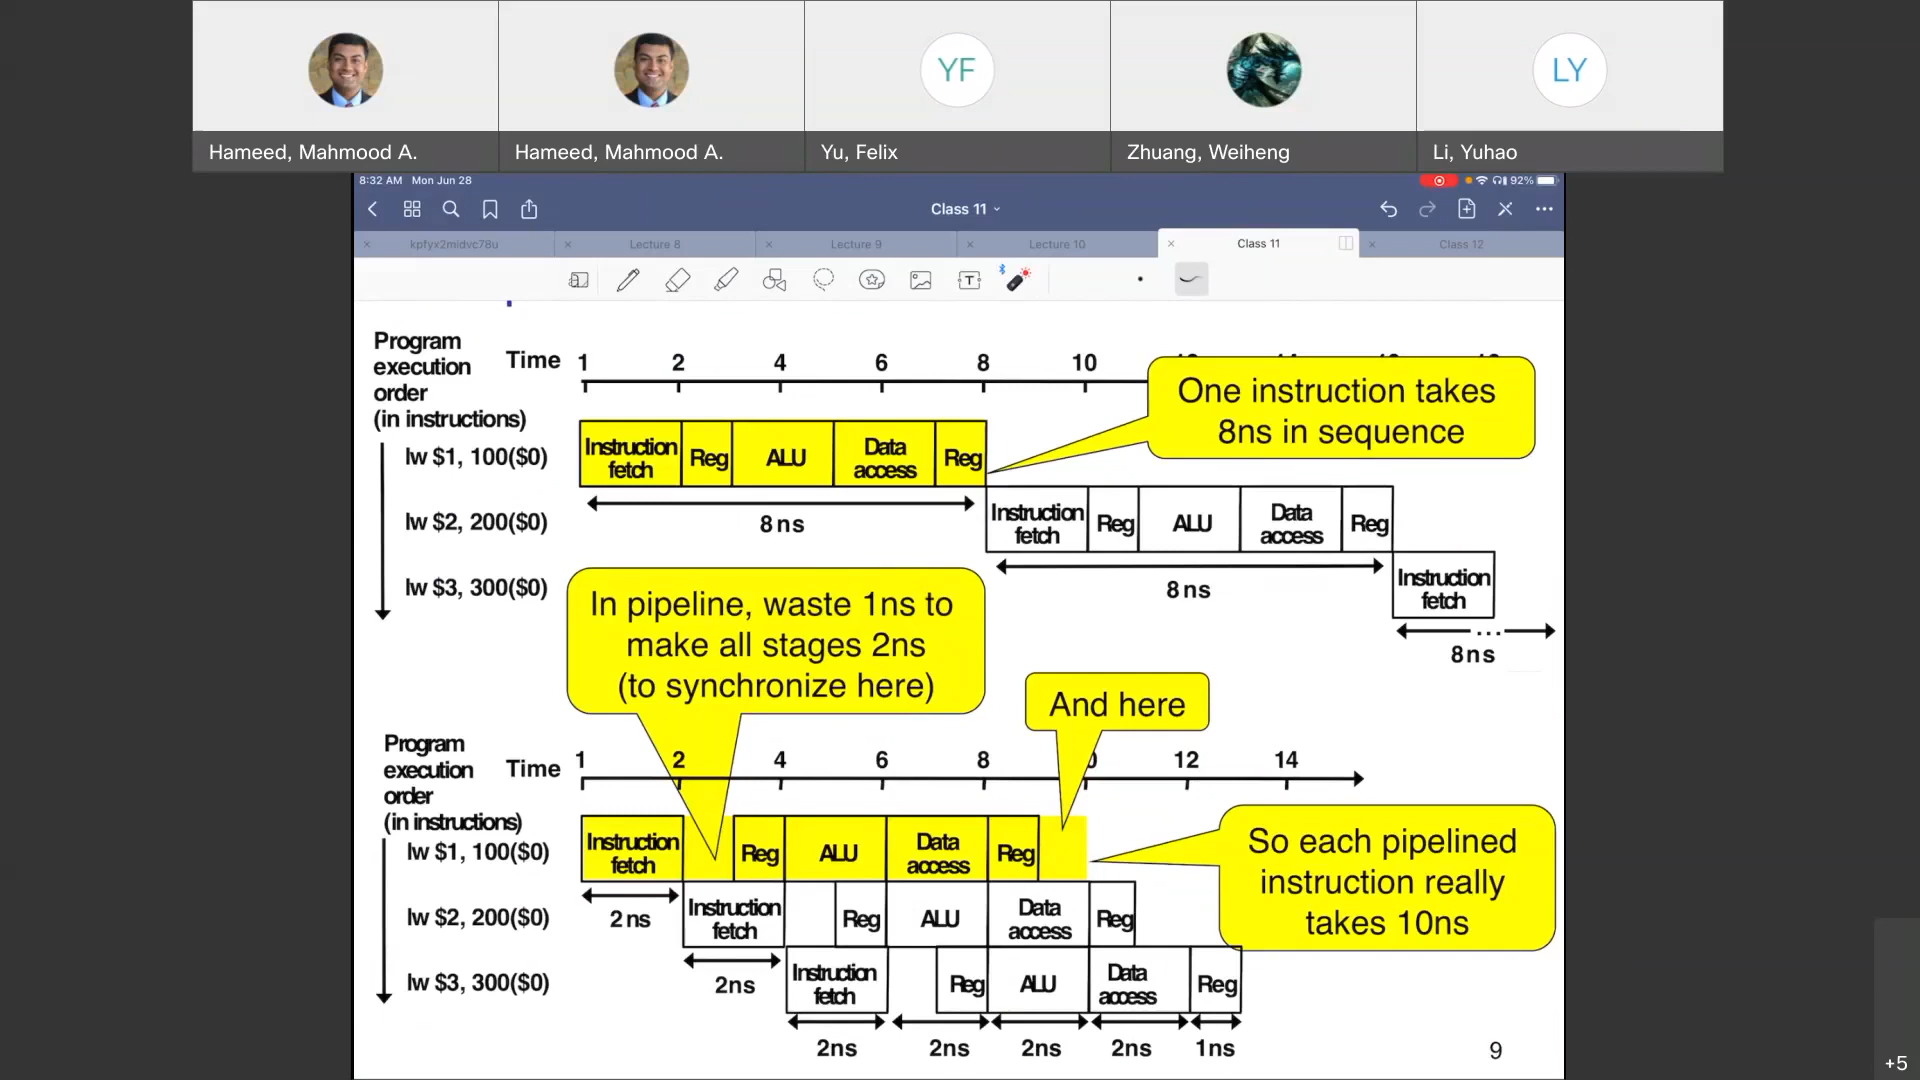 YF
LY
Hameed, Mahmood A.
Hameed, Mahmood A.
Yu, Felix
Zhuang, Weiheng
Li, Yuhao
8:32 AM Mon Jun 28
92%
Class 11
kpfyx2midvc78u
Lecture 8
Lecture 9
Lecture 10
Class 11
Class 12
T
Program
execution
order
(in instructions)
Time
1 2 4 6 8 10
One instruction takes
8ns in sequence
lw $1, 100($0)
Instruction
fetch
Reg
ALU
Data
access
Reg
8 ns
lw $2, 200($0)
Instruction
fetch
Reg
ALU
Data
access
Reg
8 ns
lw $3, 300($0)
Instruction
fetch
...
8ns
In pipeline, waste 1ns to
make all stages 2ns
(to synchronize here)
And here
Program
execution
order
(in instructions)
Time
1 2 4 6 8 0 12 14
So each pipelined
instruction really
takes 10ns
lw $1, 100($0)
Instruction
fetch
Reg
ALU
Data
access
Reg
2 ns
lw $2, 200($0)
Instruction
fetch
Reg
ALU
Data
access
Reg
2ns
lw $3, 300($0)
Instruction
fetch
Reg
ALU
Data
access
Reg
2ns 2ns 2ns 2ns 1ns
9
+5